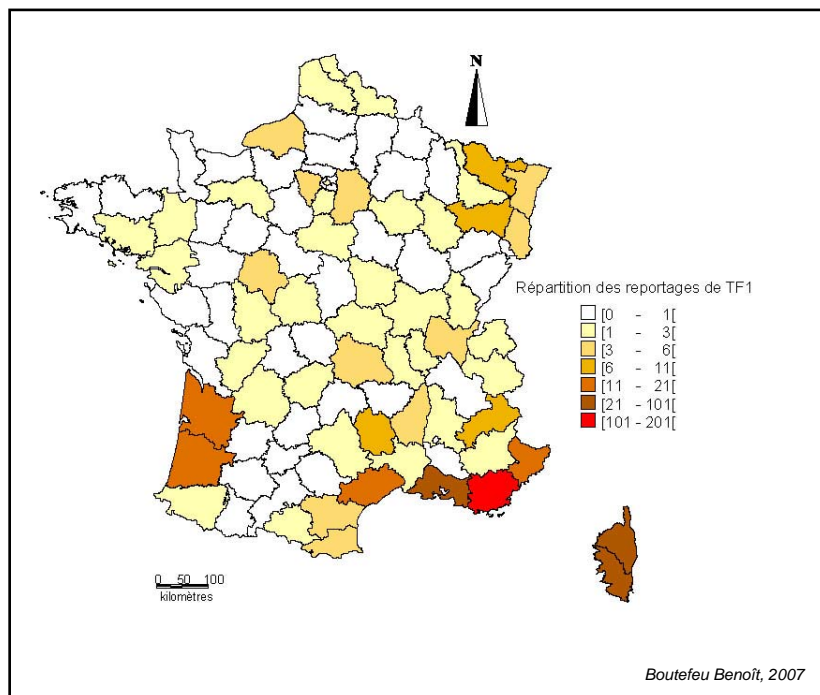 N
Répartition des reportages de TF1
[0 - 1[
[1 - 3[
[3 - 6[
[6 - 11[
[11 - 21[
[21 - 101[
[101 - 201[
0 50 100
kilomètres
Boutefeu Benoît, 2007